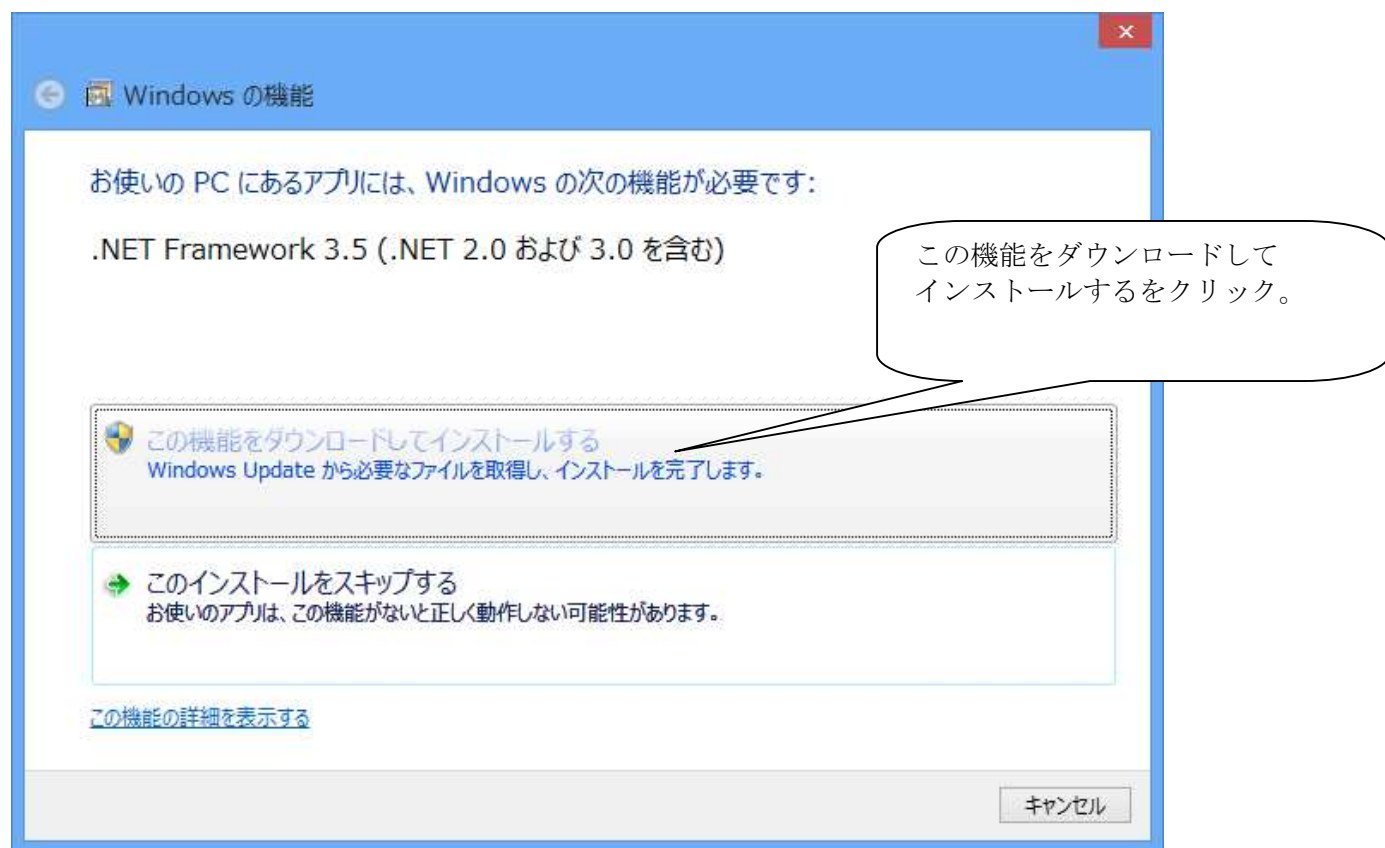 Windows の機能
お使いの PC にあるアプリには、Windows の次の機能が必要です:
.NET Framework 3.5 (.NET 2.0 および 3.0 を含む)
この機能をダウンロードして
インストールするをクリック。
この機能をダウンロードしてインストールする
Windows Update から必要なファイルを取得し、インストールを完了します。
このインストールをスキップする
お使いのアプリは、この機能がないと正しく動作しない可能性があります。
この機能の詳細を表示する
キャンセル